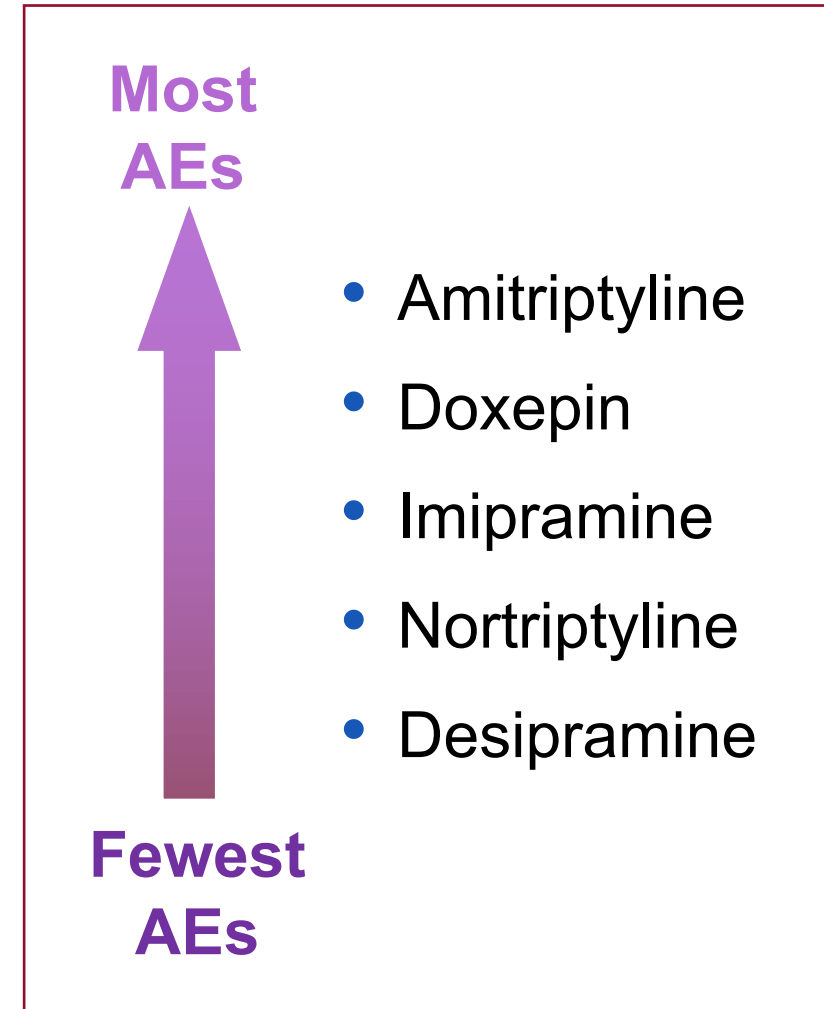 Most
AEs
• Amitriptyline
• Doxepin
• Imipramine
• Nortriptyline
• Desipramine
Fewest
AEs